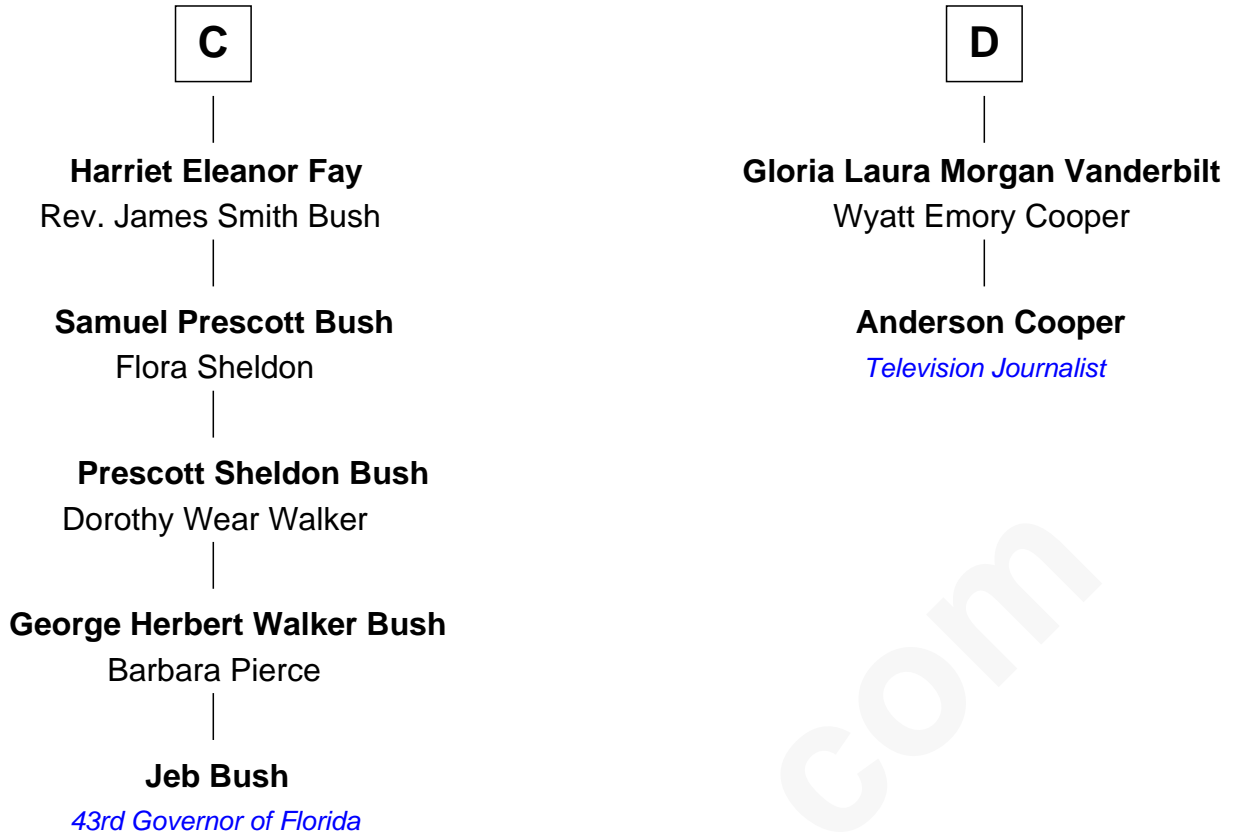 C
Harriet Eleanor Fay
Rev. James Smith Bush
Samuel Prescott Bush
Flora Sheldon
Prescott Sheldon Bush
Dorothy Wear Walker
George Herbert Walker Bush
Barbara Pierce
Jeb Bush
43rd Governor of Florida
D
Gloria Laura Morgan Vanderbilt
Wyatt Emory Cooper
Anderson Cooper
Television Journalist
com